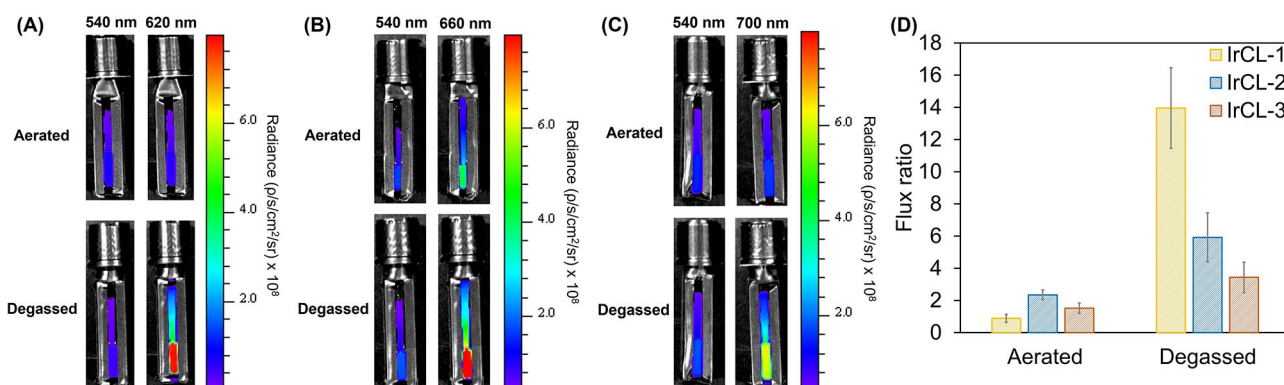 (A)
540 nm 620 nm
Aerated
Degassed
6.0
4.0
2.0
Radiance (ρ/s/cm²/sr) x 10⁸
(B)
540 nm 660 nm
Aerated
Degassed
6.0
4.0
2.0
Radiance (ρ/s/cm²/sr) x 10⁸
(C)
540 nm 700 nm
Aerated
Degassed
6.0
4.0
2.0
Radiance (ρ/s/cm²/sr) x 10⁸
(D)
Flux ratio
18
16
14
12
10
8
6
4
2
0
IrCL-1
IrCL-2
IrCL-3
Aerated Degassed